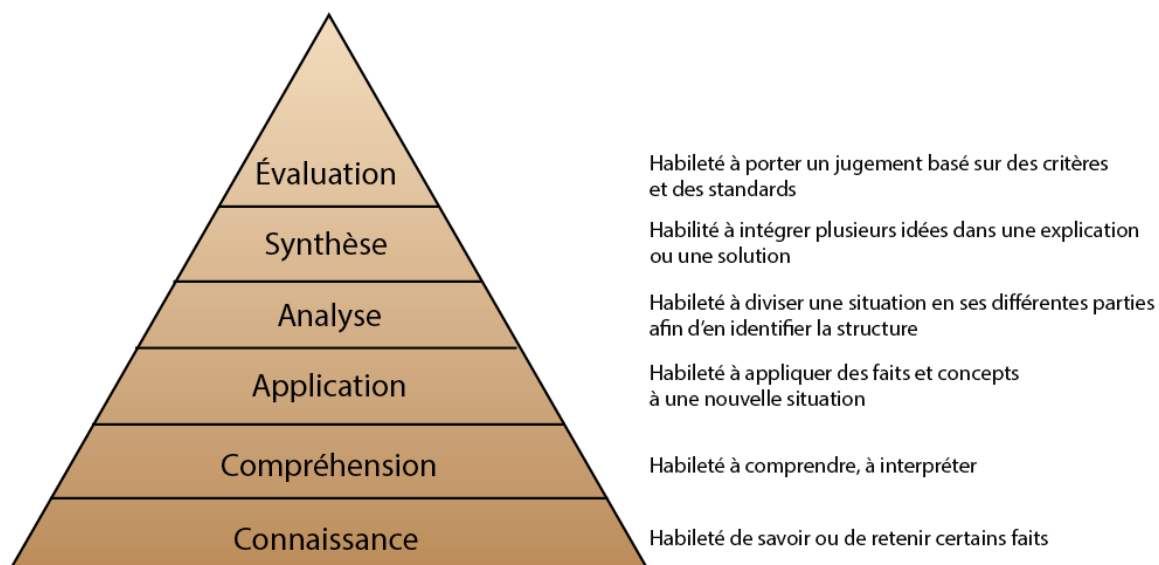 Évaluation
Habileté à porter un jugement basé sur des critères
et des standards
Synthèse
Habilité à intégrer plusieurs idées dans une explication
ou une solution
Analyse
Habileté à diviser une situation en ses différentes parties
afin d'en identifier la structure
Application
Habileté à appliquer des faits et concepts
à une nouvelle situation
Compréhension
Habileté à comprendre, à interpréter
Connaissance
Habileté de savoir ou de retenir certains faits